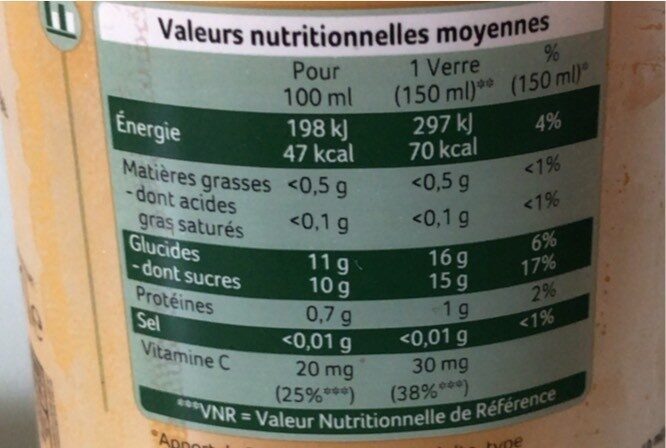 Valeurs nutritionnelles moyennes
Pour 100 ml 1 Verre (150 ml)** % (150 ml)*
Énergie 198 kJ 297 kJ 4%
47 kcal 70 kcal
Matières grasses <0,5 g <0,5 g <1%
- dont acides gras saturés <0,1 g <0,1 g <1%
Glucides 11 g 16 g 6%
- dont sucres 10 g 15 g 17%
Protéines 0,7 g 1 g 2%
Sel <0,01 g <0,01 g <1%
Vitamine C 20 mg 30 mg
(25%***) (38%***)
***VNR = Valeur Nutritionnelle de Référence
type